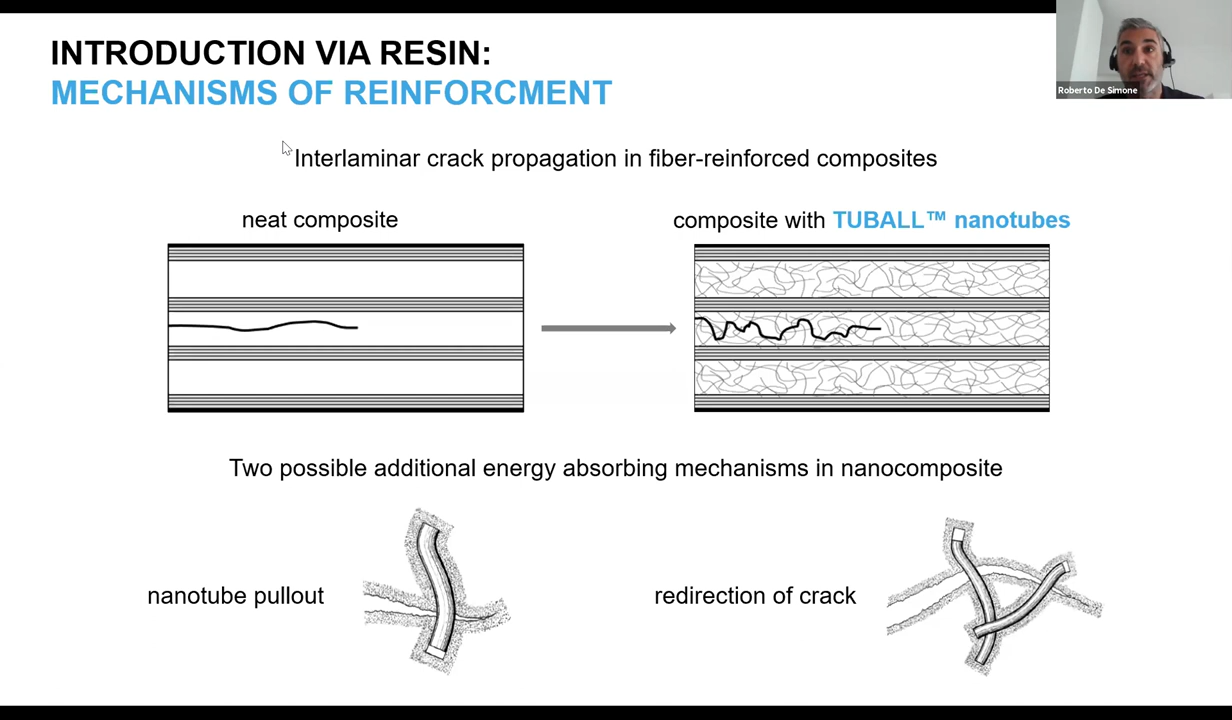 INTRODUCTION VIA RESIN:
MECHANISMS OF REINFORCMENT
Roberto De Simone
Interlaminar crack propagation in fiber-reinforced composites
neat composite
composite with TUBALL™ nanotubes
Two possible additional energy absorbing mechanisms in nanocomposite
nanotube pullout
redirection of crack